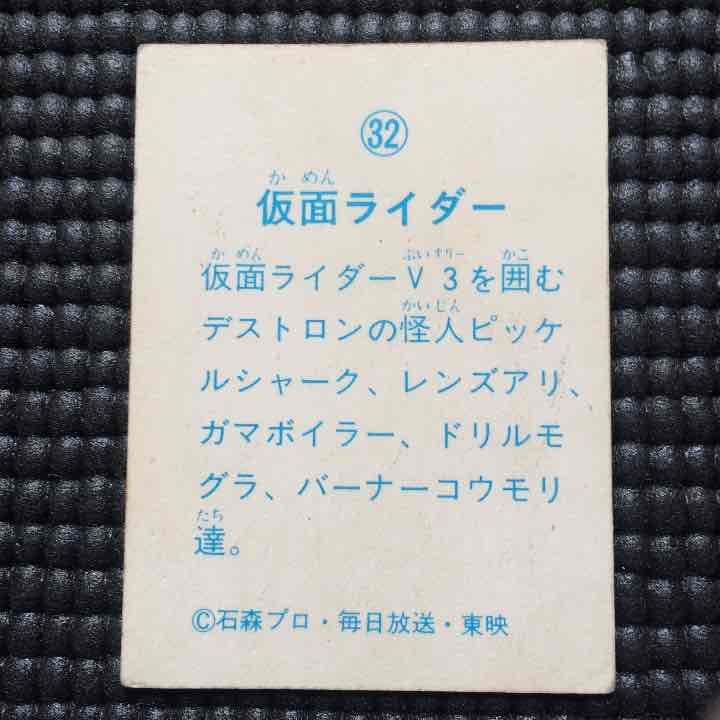 ㉜
か めん
仮面ライダー
か めん ぶいすりー かこ
仮面ライダーV3を囲む
かいじん
デストロンの怪人ピッケ
ルシャーク、レンズアリ、
ガマボイラー、ドリルモ
グラ、バーナーコウモリ
たち
達。
©石森プロ・毎日放送・東映